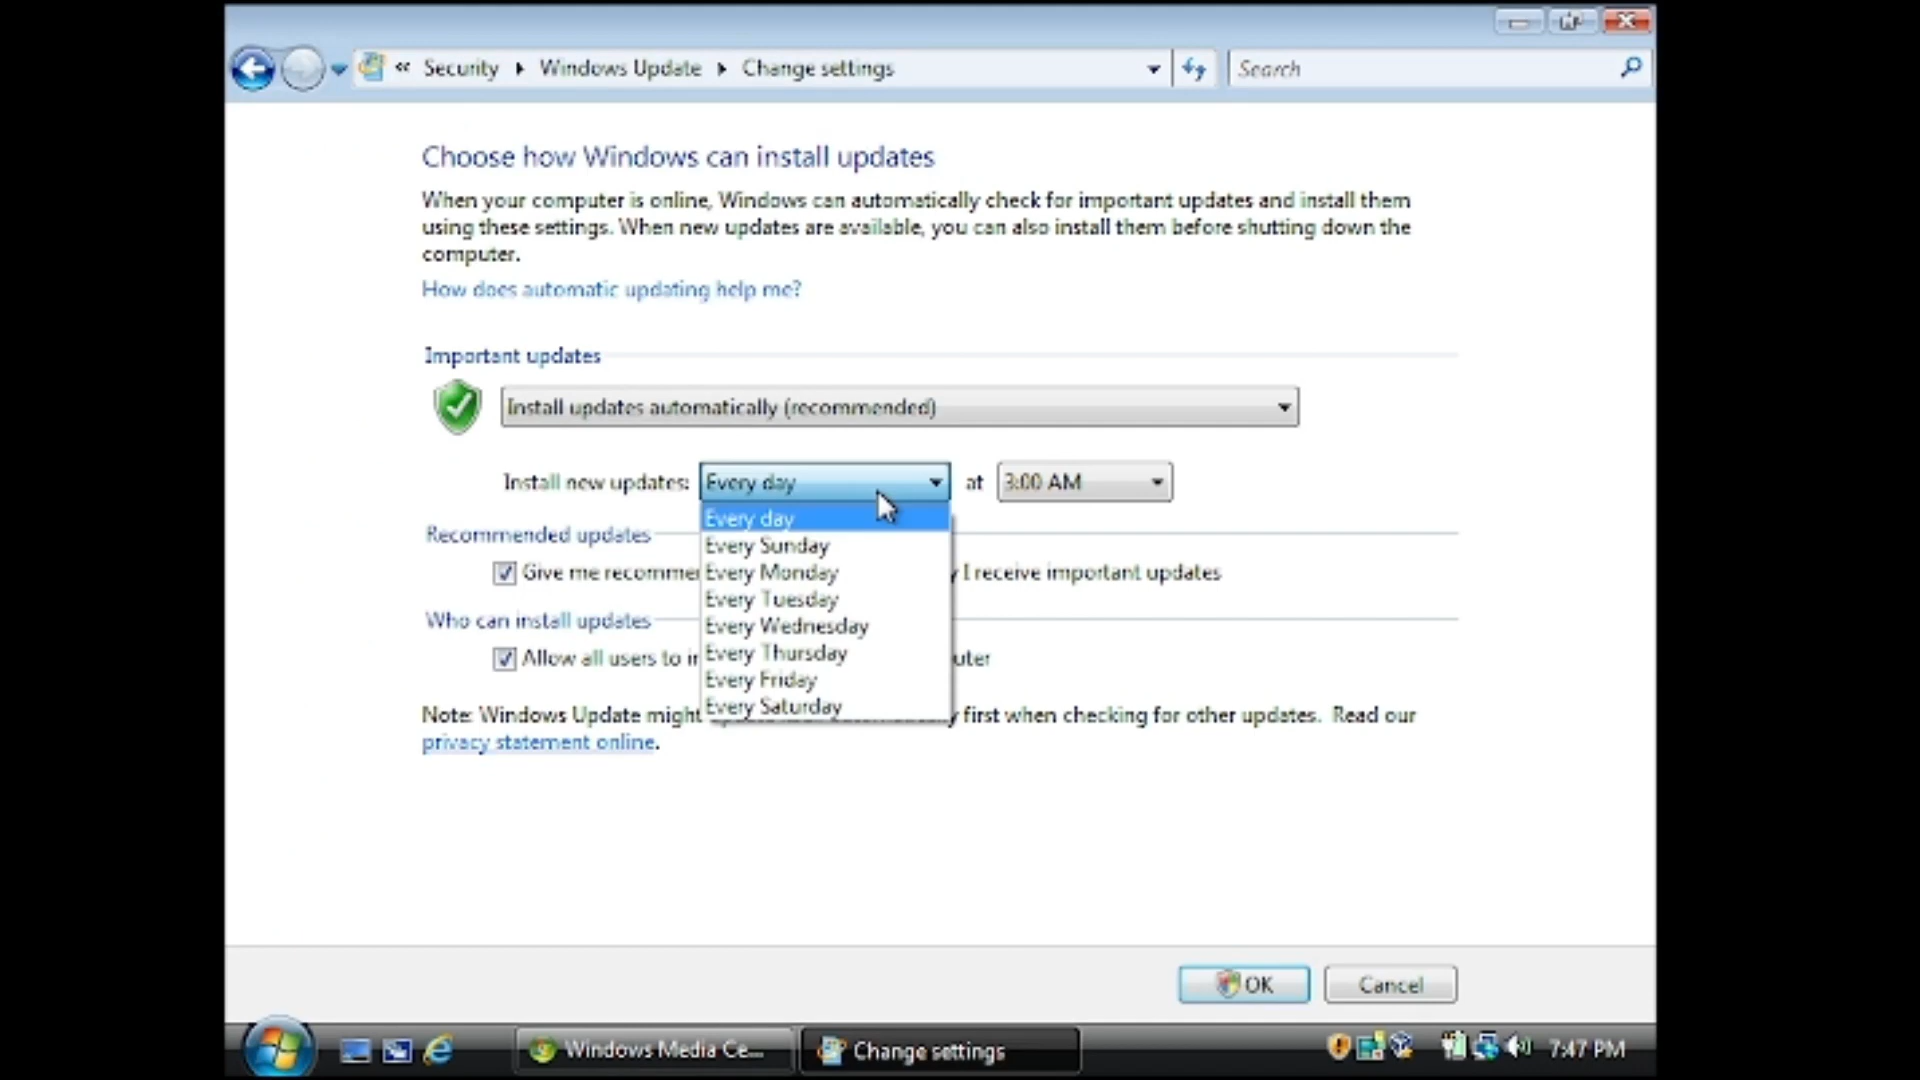 « Security ▸ Windows Update ▸ Change settings
Search
Choose how Windows can install updates
When your computer is online, Windows can automatically check for important updates and install them
using these settings. When new updates are available, you can also install them before shutting down the
computer.
How does automatic updating help me?
Important updates
Install updates automatically (recommended)
Install new updates: Every day at 3:00 AM
Every day
Every Sunday
Every Monday
Every Tuesday
Every Wednesday
Every Thursday
Every Friday
Every Saturday
Recommended updates
Give me recomme I receive important updates
Who can install updates
Allow all users to
Note: Windows Update might first when checking for other updates. Read our
privacy statement online.
OK Cancel
Windows Media Ce... Change settings 7:47 PM